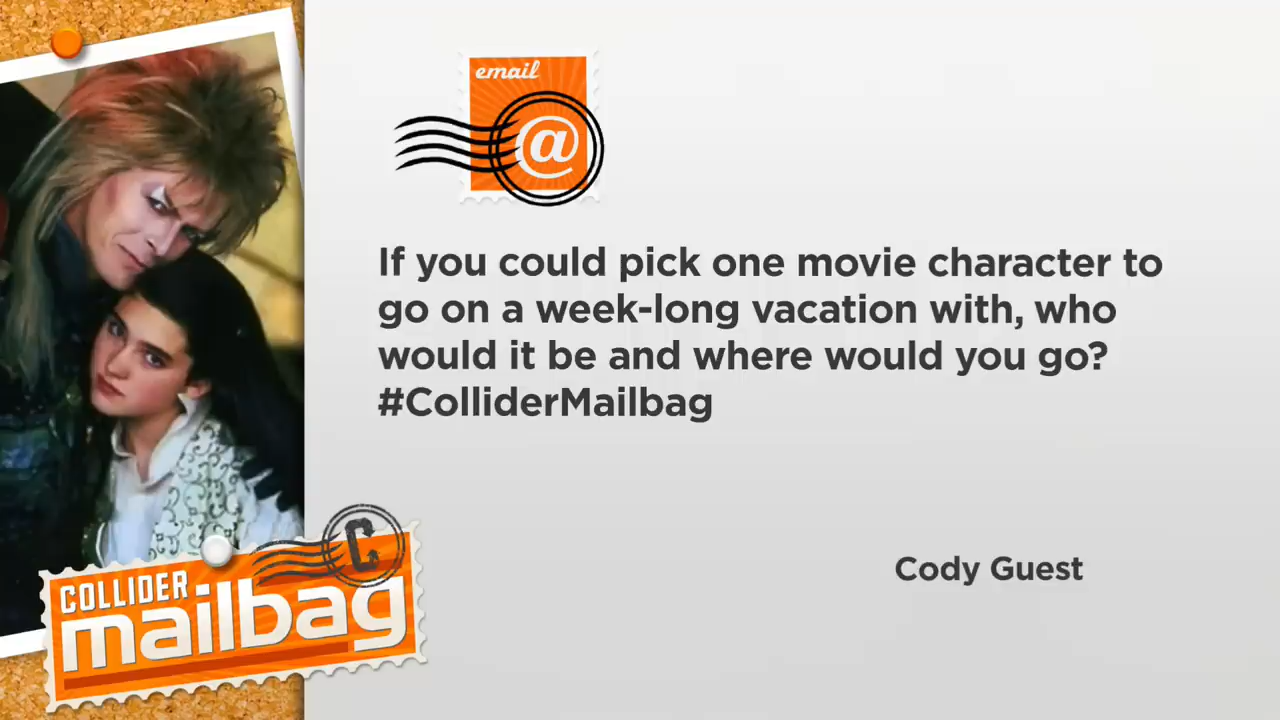 email
@
If you could pick one movie character to
go on a week-long vacation with, who
would it be and where would you go?
#ColliderMailbag
Cody Guest
C
COLLIDER
mailbag